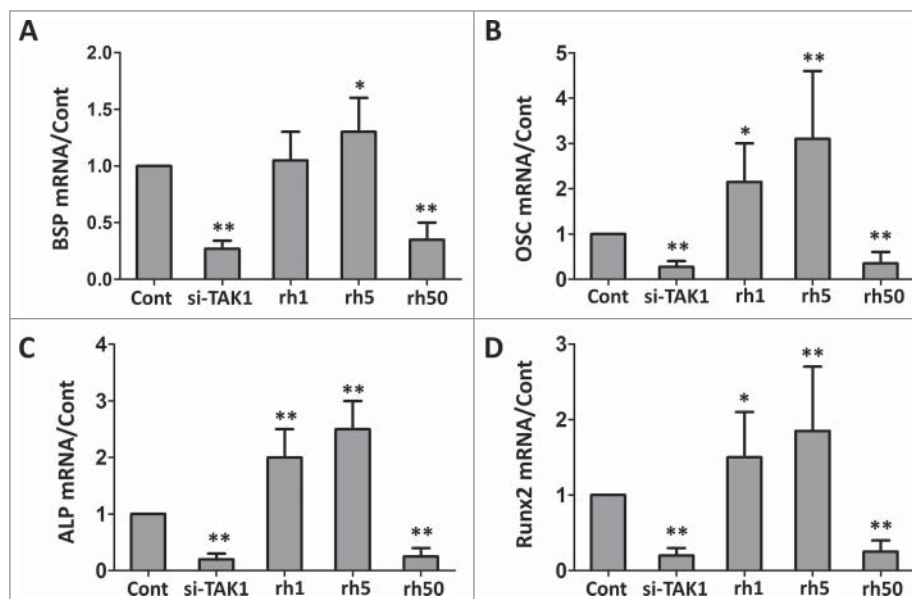 A
BSP mRNA/Cont
2.0
1.5
1.0
0.5
0.0
*
**
**
Cont si-TAK1 rh1 rh5 rh50
B
OSC mRNA/Cont
5
4
3
2
1
0
**
*
**
**
Cont si-TAK1 rh1 rh5 rh50
C
ALP mRNA/Cont
4
3
2
1
0
**
**
**
**
Cont si-TAK1 rh1 rh5 rh50
D
Runx2 mRNA/Cont
3
2
1
0
**
*
**
**
Cont si-TAK1 rh1 rh5 rh50